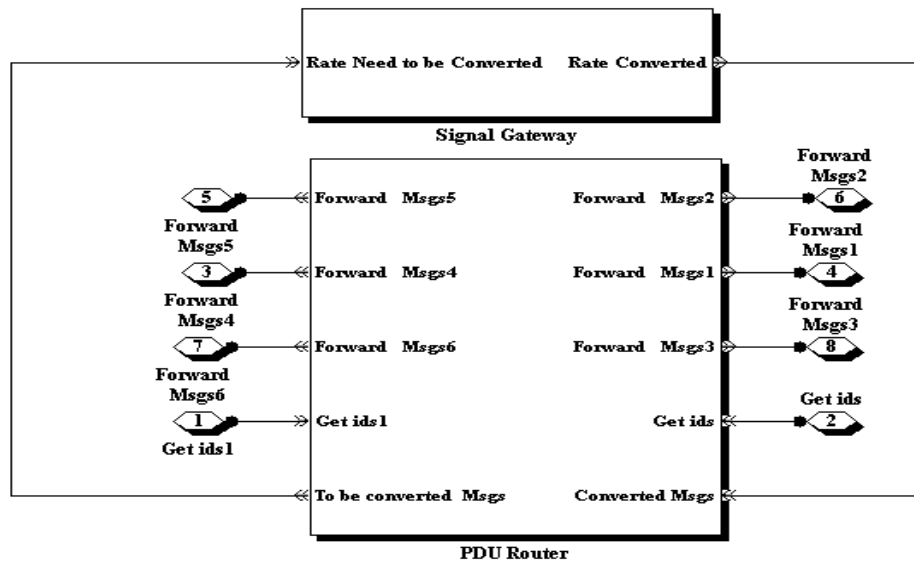 Rate Need to be Converted Rate Converted
Signal Gateway
5
Forward Msgs5
Forward Msgs2
6
Forward
Msgs2
Forward
Msgs5
3
Forward Msgs4
Forward Msgs1
4
Forward
Msgs1
Forward
Msgs4
7
Forward Msgs6
Forward Msgs3
8
Forward
Msgs3
Forward
Msgs6
1
Get ids1
Get ids1
Get ids
Get ids
2
To be converted Msgs
Converted Msgs
PDU Router